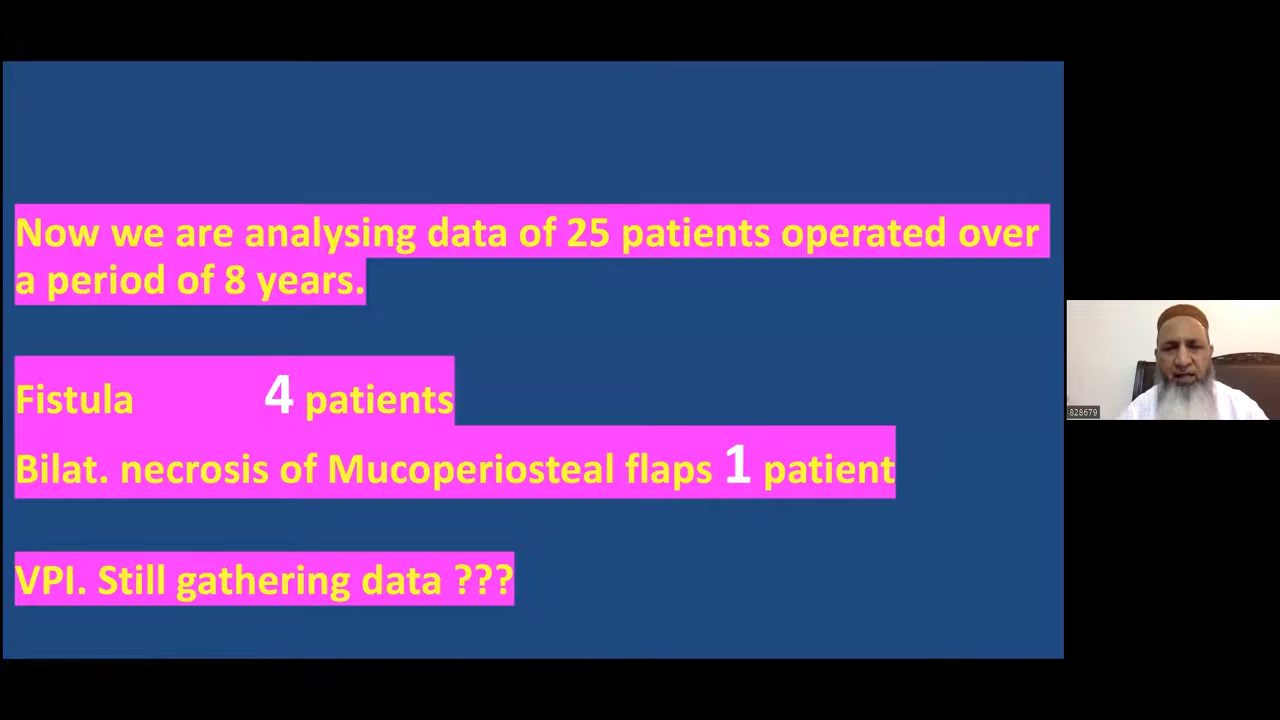 Now we are analysing data of 25 patients operated over
a period of 8 years.
Fistula 4 patients
Bilat. necrosis of Mucoperiosteal flaps 1 patient
VPI. Still gathering data ???
828679